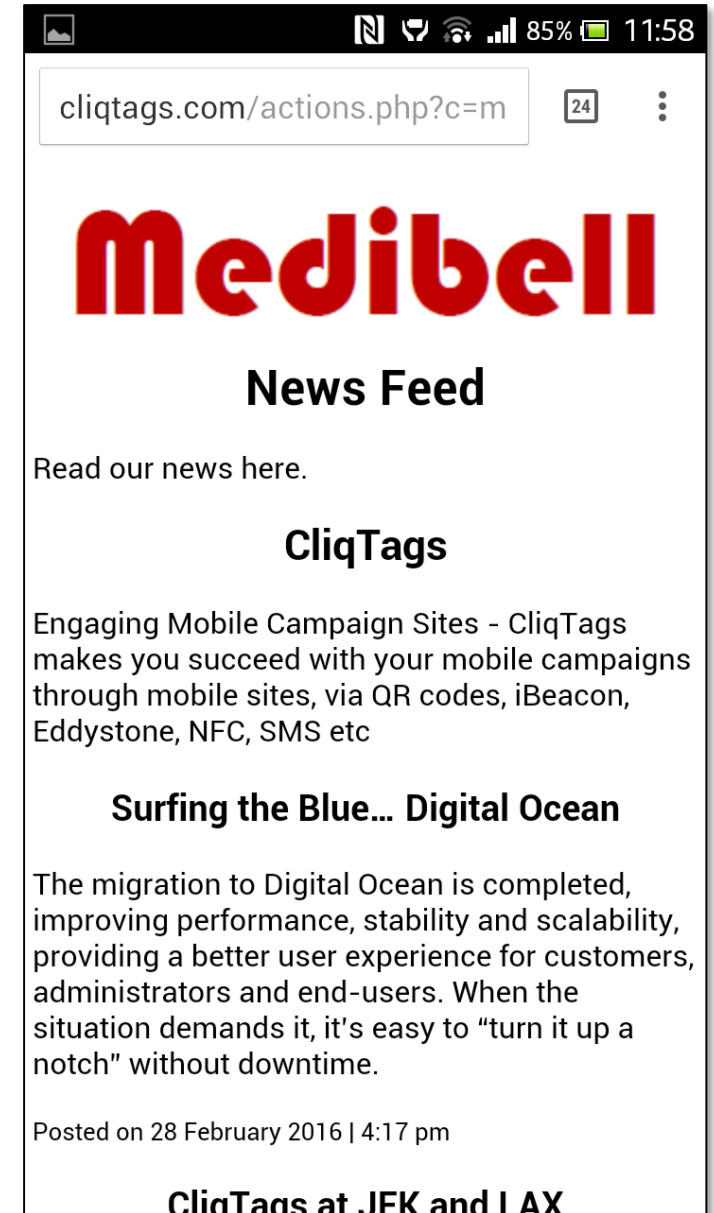 85% 11:58
cliqtags.com/actions.php?c=m 24
Medibell
News Feed
Read our news here.
CliqTags
Engaging Mobile Campaign Sites - CliqTags
makes you succeed with your mobile campaigns
through mobile sites, via QR codes, iBeacon,
Eddystone, NFC, SMS etc
Surfing the Blue… Digital Ocean
The migration to Digital Ocean is completed,
improving performance, stability and scalability,
providing a better user experience for customers,
administrators and end-users. When the
situation demands it, it's easy to “turn it up a
notch” without downtime.
Posted on 28 February 2016 | 4:17 pm
CliqTags at JFK and LAX